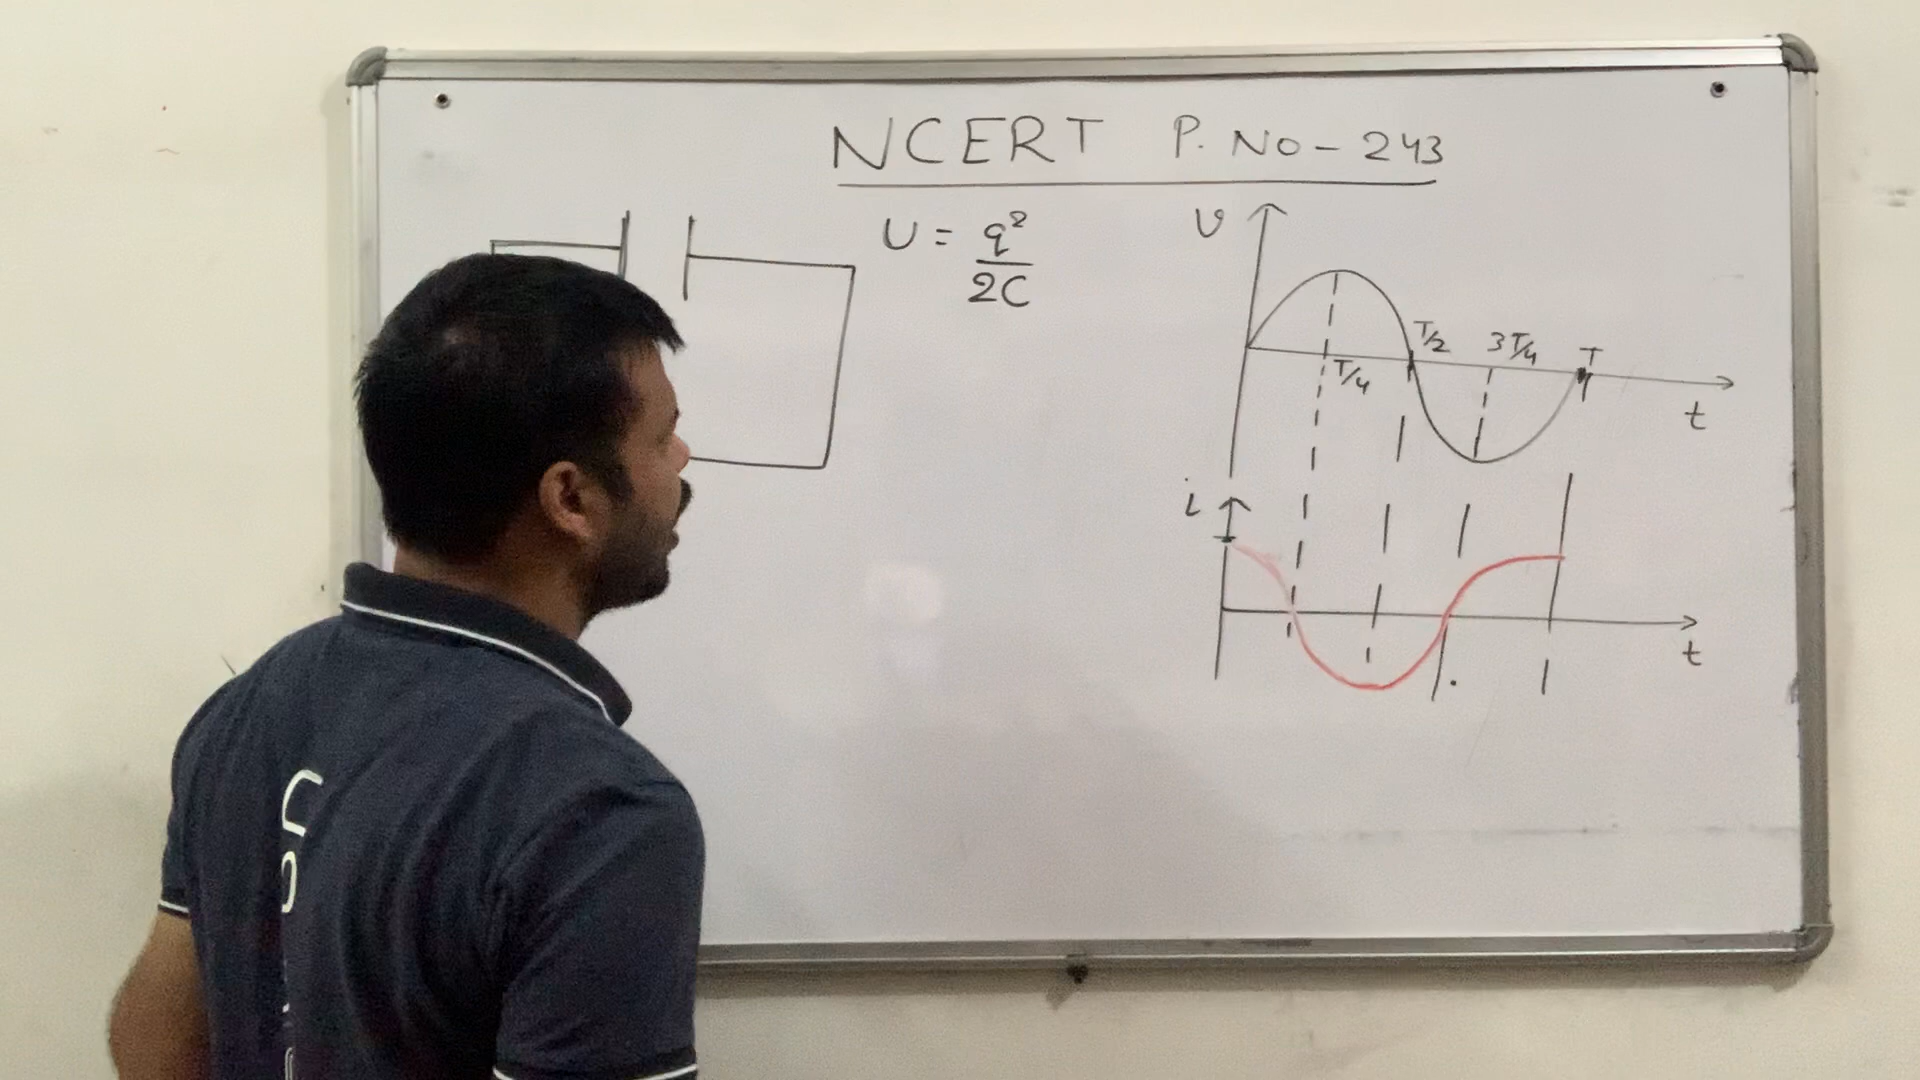 NCERT P. NO - 243
U = q²/2C
v
T/2
3T/4
T
T/4
t
i
t